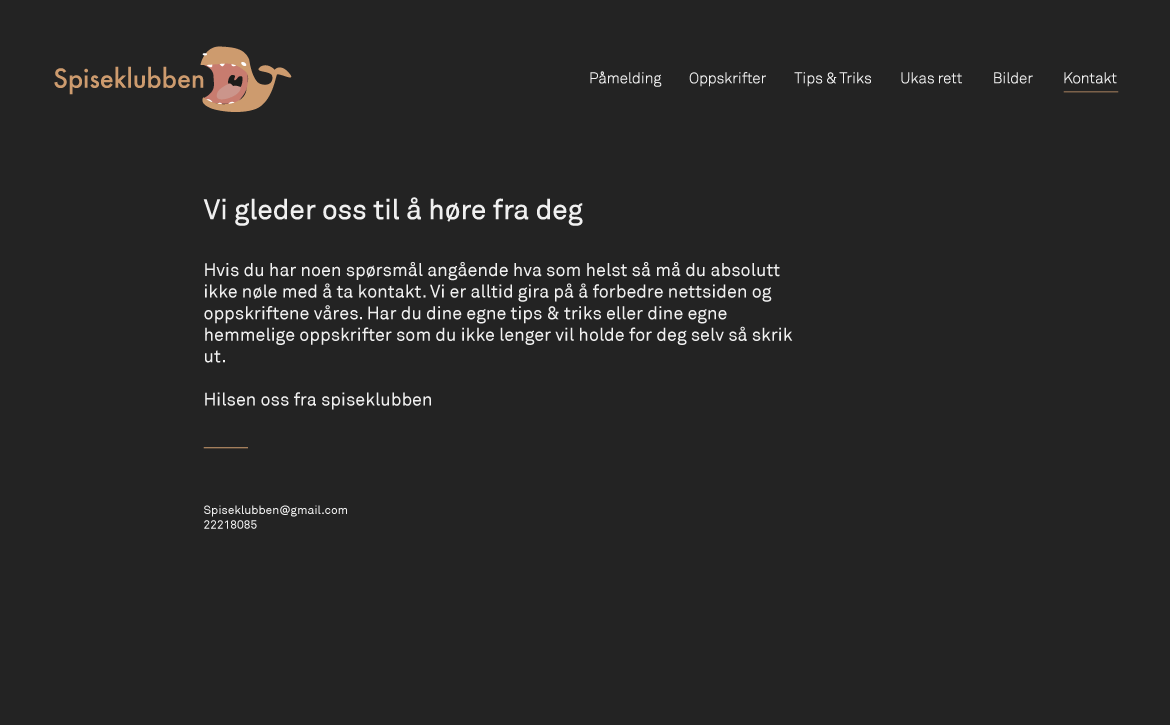 Spiseklubben
Påmelding Oppskrifter Tips & Triks Ukas rett Bilder Kontakt
Vi gleder oss til å høre fra deg
Hvis du har noen spørsmål angående hva som helst så må du absolutt
ikke nøle med å ta kontakt. Vi er alltid gira på å forbedre nettsiden og
oppskriftene våres. Har du dine egne tips & triks eller dine egne
hemmelige oppskrifter som du ikke lenger vil holde for deg selv så skrik
ut.
Hilsen oss fra spiseklubben
Spiseklubben@gmail.com
22218085